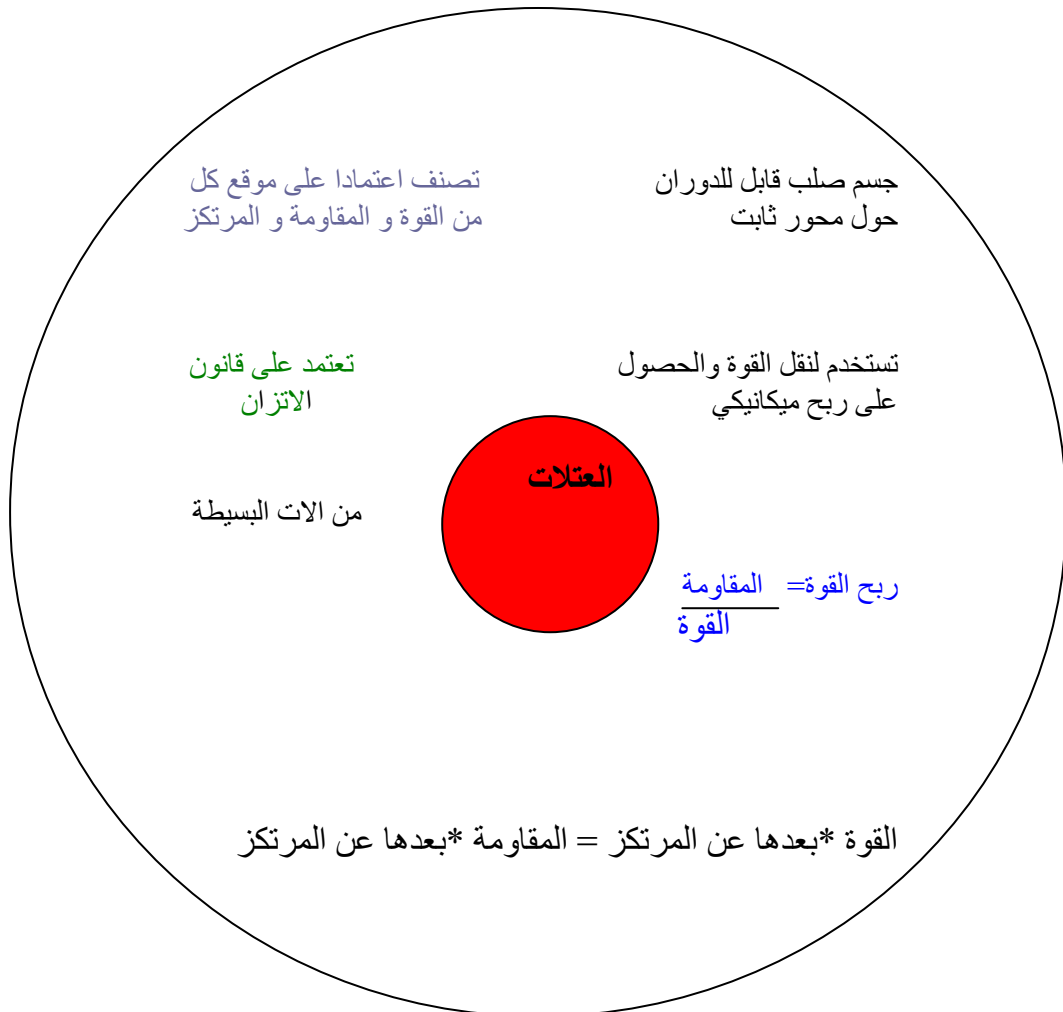 جسم صلب قابل للدوران
حول محور ثابت
تصنف اعتمادا على موقع كل
من القوة و المقاومة و المرتكز
تستخدم لنقل القوة والحصول
على ربح ميكانيكي
تعتمد على قانون
الاتزان
العتلات
من الات البسيطة
ربح القوة= المقاومة
القوة
القوة *بعدها عن المرتكز = المقاومة *بعدها عن المرتكز